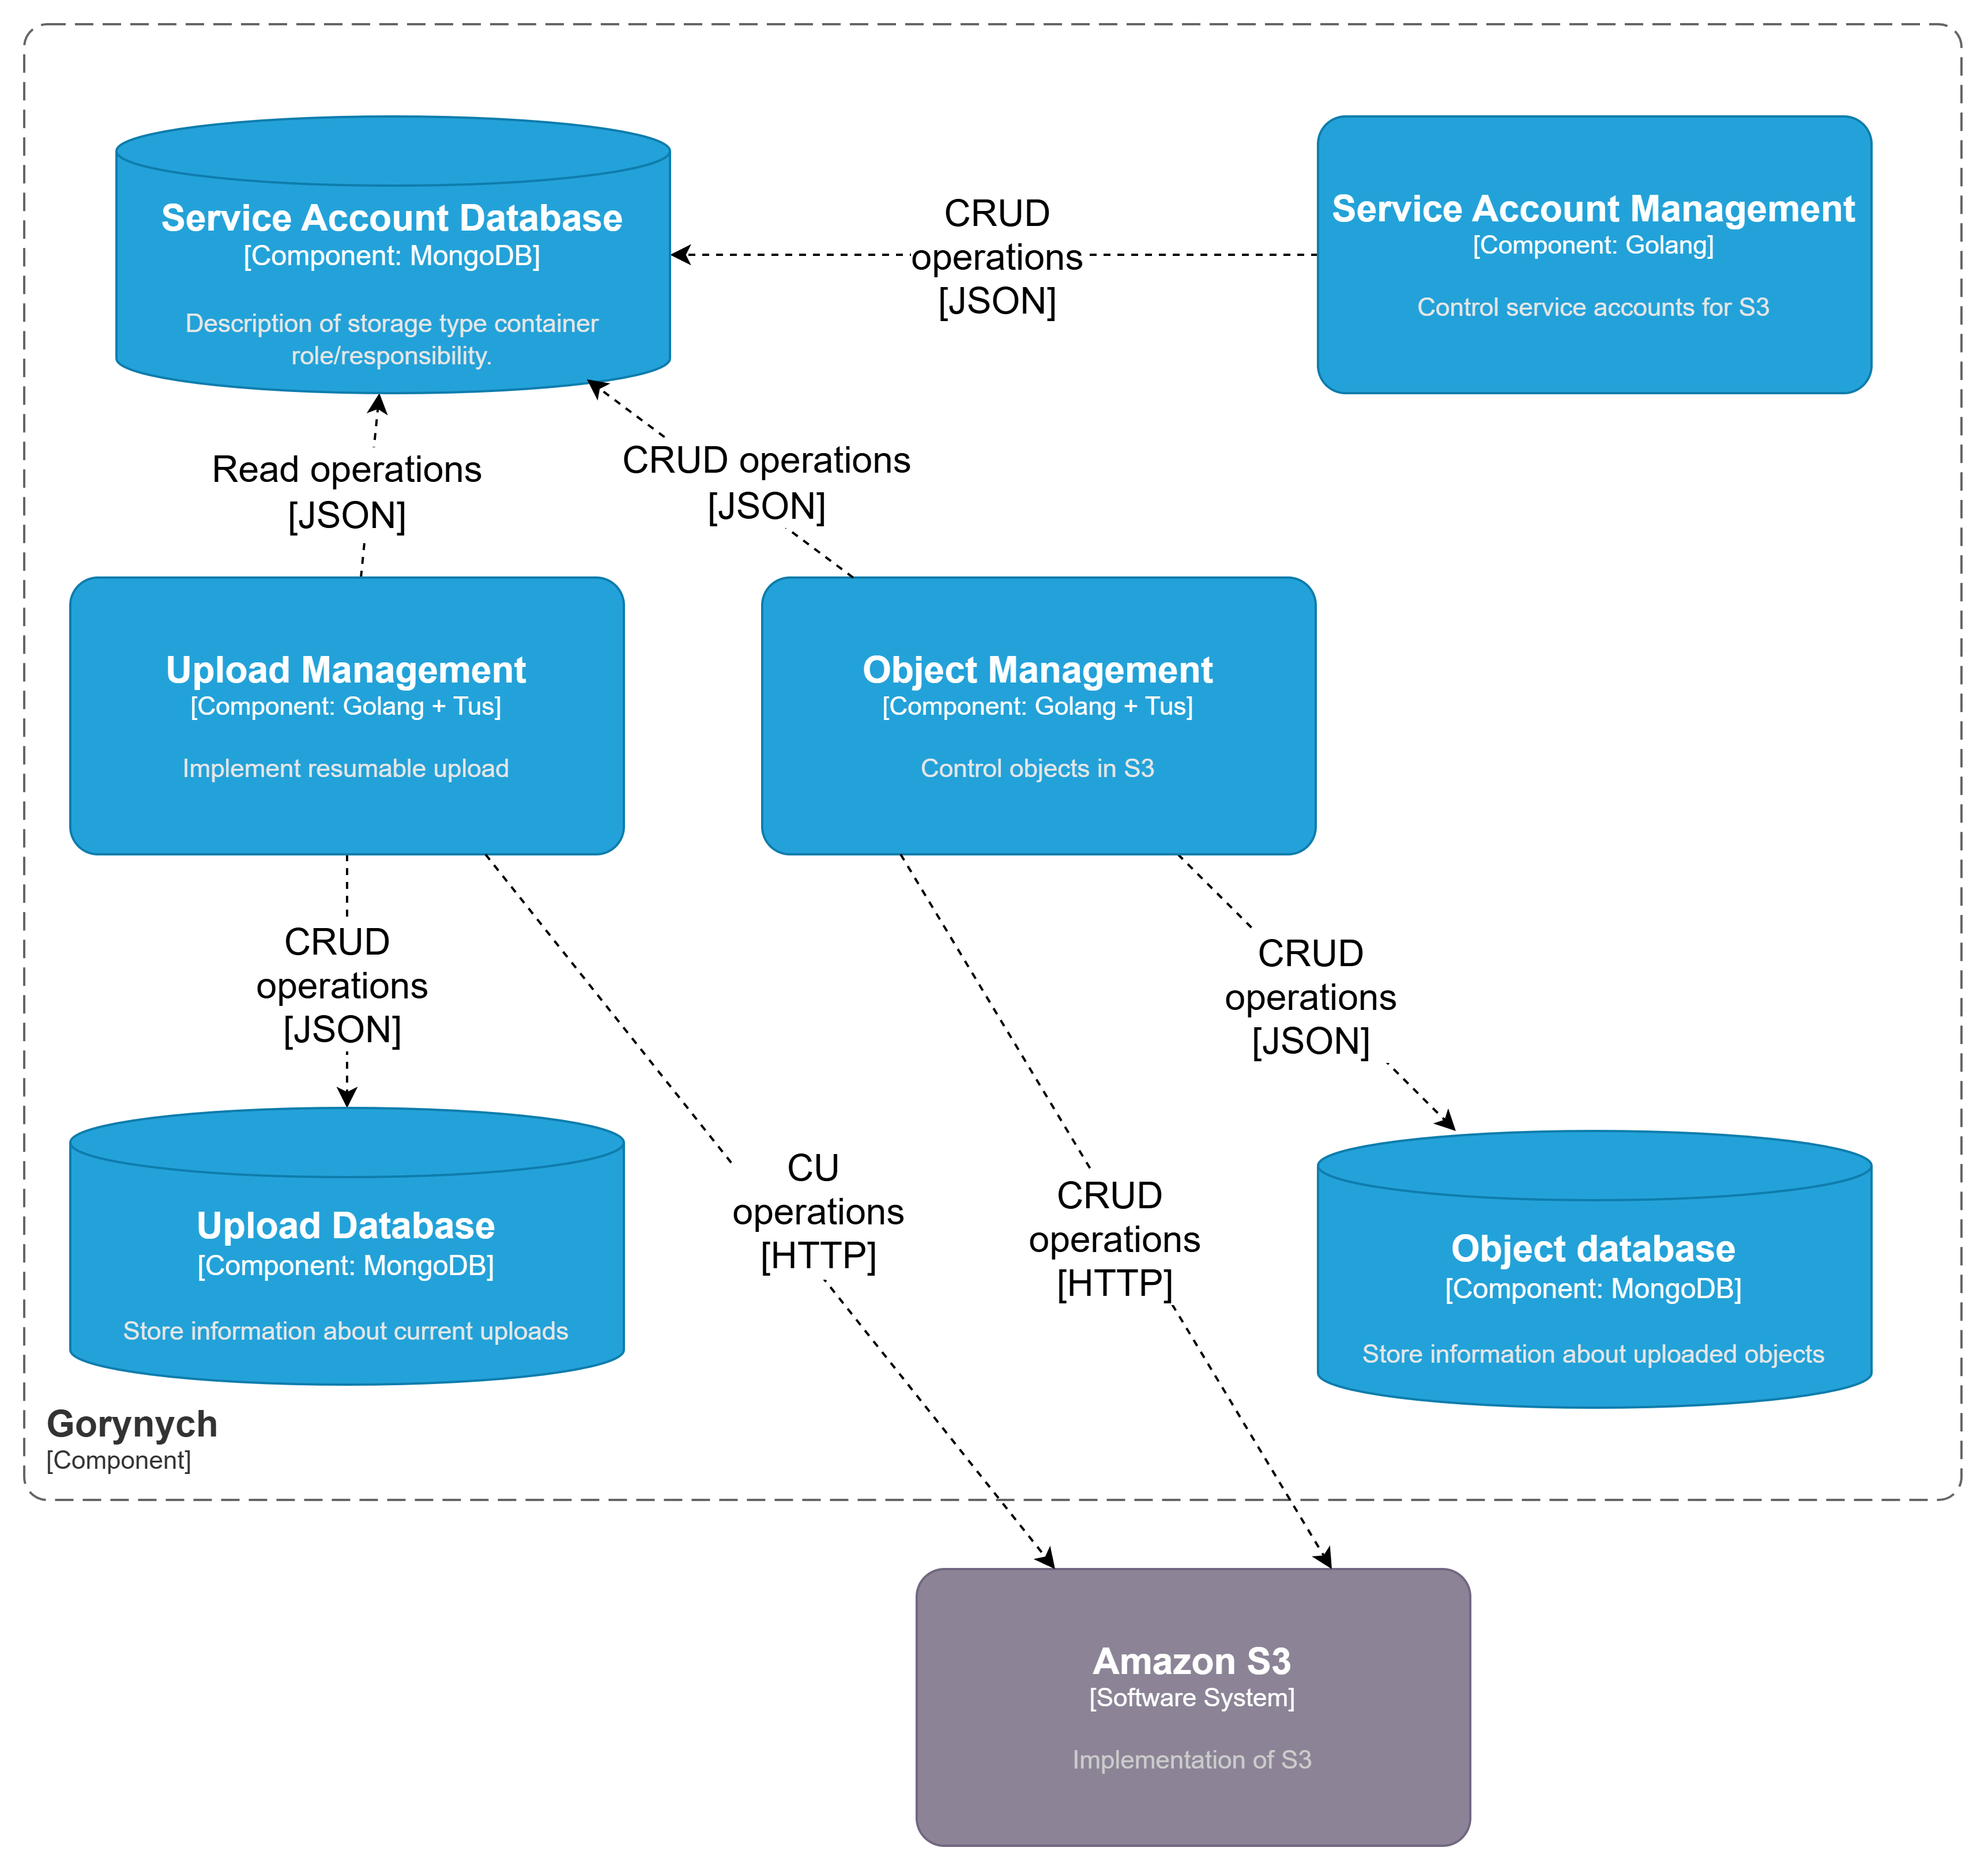 Service Account Database
[Component: MongoDB]
Description of storage type container
role/responsibility.
CRUD
operations
[JSON]
Service Account Management
[Component: Golang]
Control service accounts for S3
Read operations
[JSON]
CRUD operations
[JSON]
Upload Management
[Component: Golang + Tus]
Implement resumable upload
Object Management
[Component: Golang + Tus]
Control objects in S3
CRUD
operations
[JSON]
CRUD
operations
[JSON]
CU
operations
[HTTP]
CRUD
operations
[HTTP]
Upload Database
[Component: MongoDB]
Store information about current uploads
Object database
[Component: MongoDB]
Store information about uploaded objects
Gorynych
[Component]
Amazon S3
[Software System]
Implementation of S3